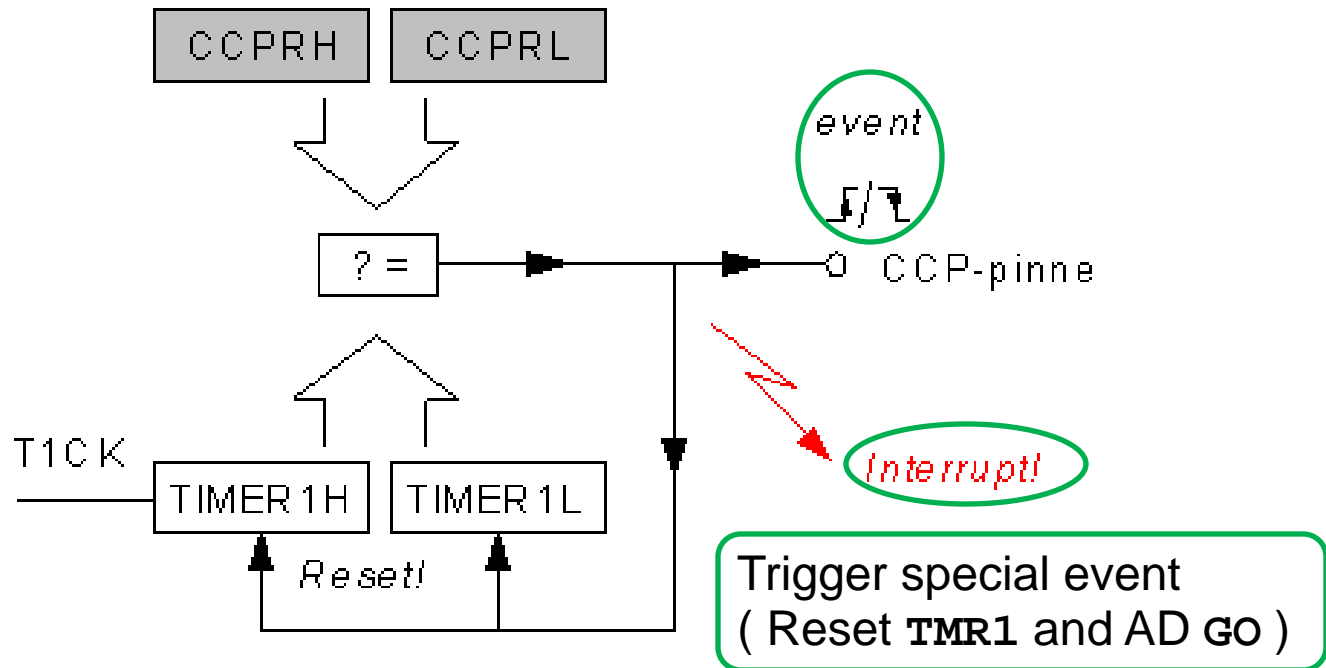 CCPRH CCPRL
event
? =
CCP-pinne
T1CK
TIMER1H TIMER1L
Interrupt!
Reset!
Trigger special event
( Reset TMR1 and AD GO )